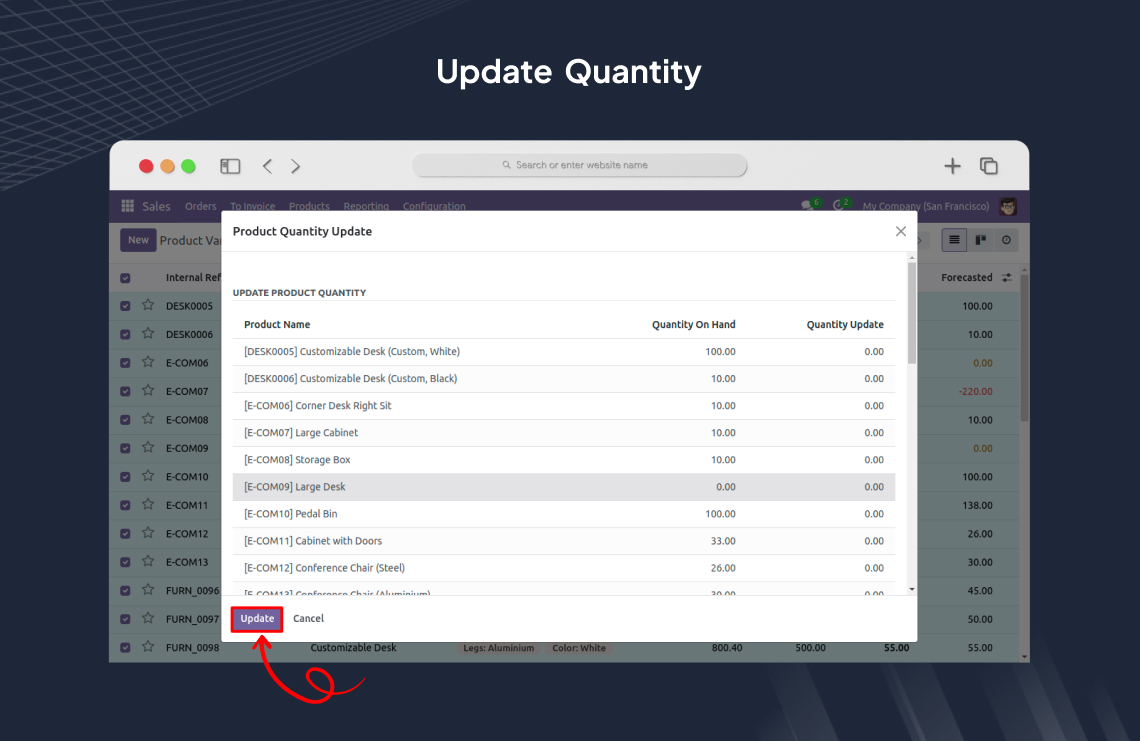 Update Quantity
Search or enter website name
Sales Orders To Invoice Products Reporting Configuration 6 2 My Company (San Francisco)
New Product Var
Product Quantity Update
Internal Ref Forecasted
UPDATE PRODUCT QUANTITY
Product Name Quantity On Hand Quantity Update
DESK0005 100.00
DESK0006 10.00
E-COM06 0.00
E-COM07 -220.00
E-COM08 10.00
E-COM09 0.00
E-COM10 100.00
E-COM11 138.00
E-COM12 26.00
E-COM13 30.00
FURN_0096 45.00
FURN_0097 50.00
FURN_0098 Customizable Desk Legs: Aluminium Color: White 800.40 500.00 55.00 55.00
[DESK0005] Customizable Desk (Custom, White) 100.00 0.00
[DESK0006] Customizable Desk (Custom, Black) 10.00 0.00
[E-COM06] Corner Desk Right Sit 10.00 0.00
[E-COM07] Large Cabinet 10.00 0.00
[E-COM08] Storage Box 10.00 0.00
[E-COM09] Large Desk 0.00 0.00
[E-COM10] Pedal Bin 100.00 0.00
[E-COM11] Cabinet with Doors 33.00 0.00
[E-COM12] Conference Chair (Steel) 26.00 0.00
[E-COM13] Conference Chair (Aluminium) 30.00 0.00
Update Cancel